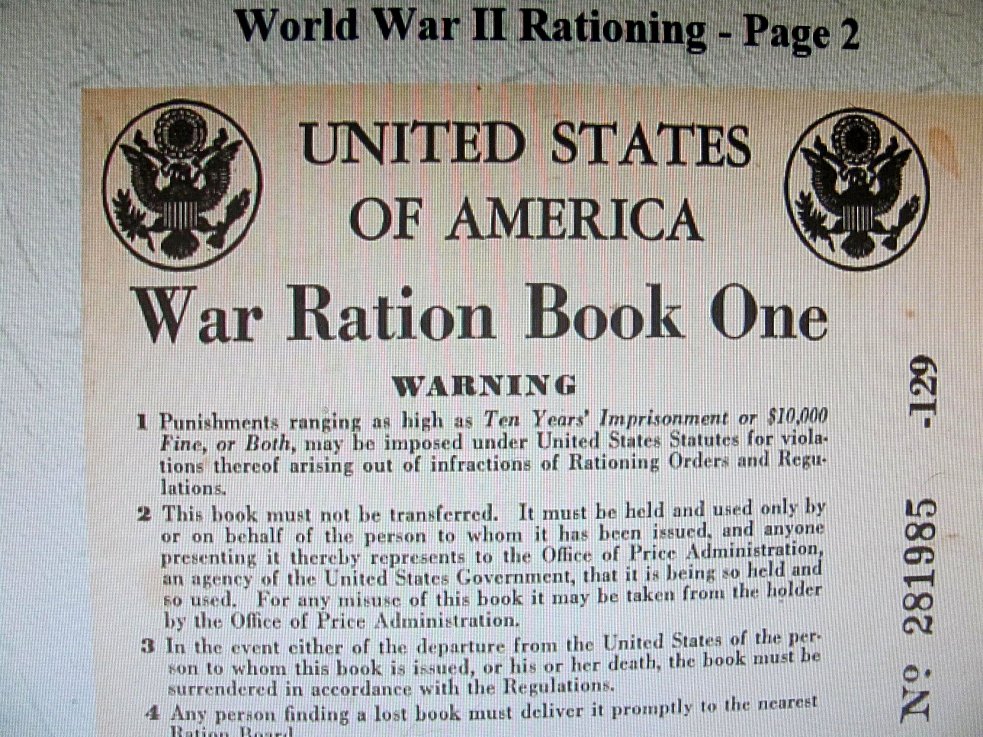 World War II Rationing - Page 2
UNITED STATES
OF AMERICA
War Ration Book One
WARNING
1 Punishments ranging as high as Ten Years' Imprisonment or $10,000
Fine, or Both, may be imposed under United States Statutes for viola-
tions thereof arising out of infractions of Rationing Orders and Regu-
lations.
2 This book must not be transferred. It must be held and used only by
or on behalf of the person to whom it has been issued, and anyone
presenting it thereby represents to the Office of Price Administration,
an agency of the United States Government, that it is being so held and
so used. For any misuse of this book it may be taken from the holder
by the Office of Price Administration.
3 In the event either of the departure from the United States of the per-
son to whom this book is issued, or his or her death, the book must be
surrendered in accordance with the Regulations.
4 Any person finding a lost book must deliver it promptly to the nearest
Ration Board
No. 281985 -129